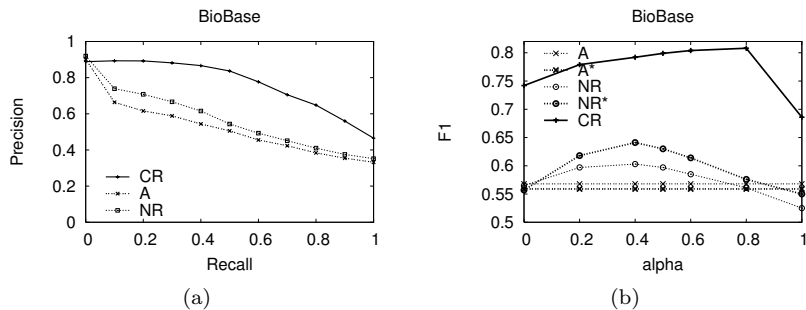 BioBase
1
0.8
0.6
0.4
0.2
0
Precision
CR
A
NR
0 0.2 0.4 0.6 0.8 1
Recall
(a)
BioBase
0.8
0.75
0.7
0.65
0.6
0.55
0.5
F1
A
A*
NR
NR*
CR
0 0.2 0.4 0.6 0.8 1
alpha
(b)